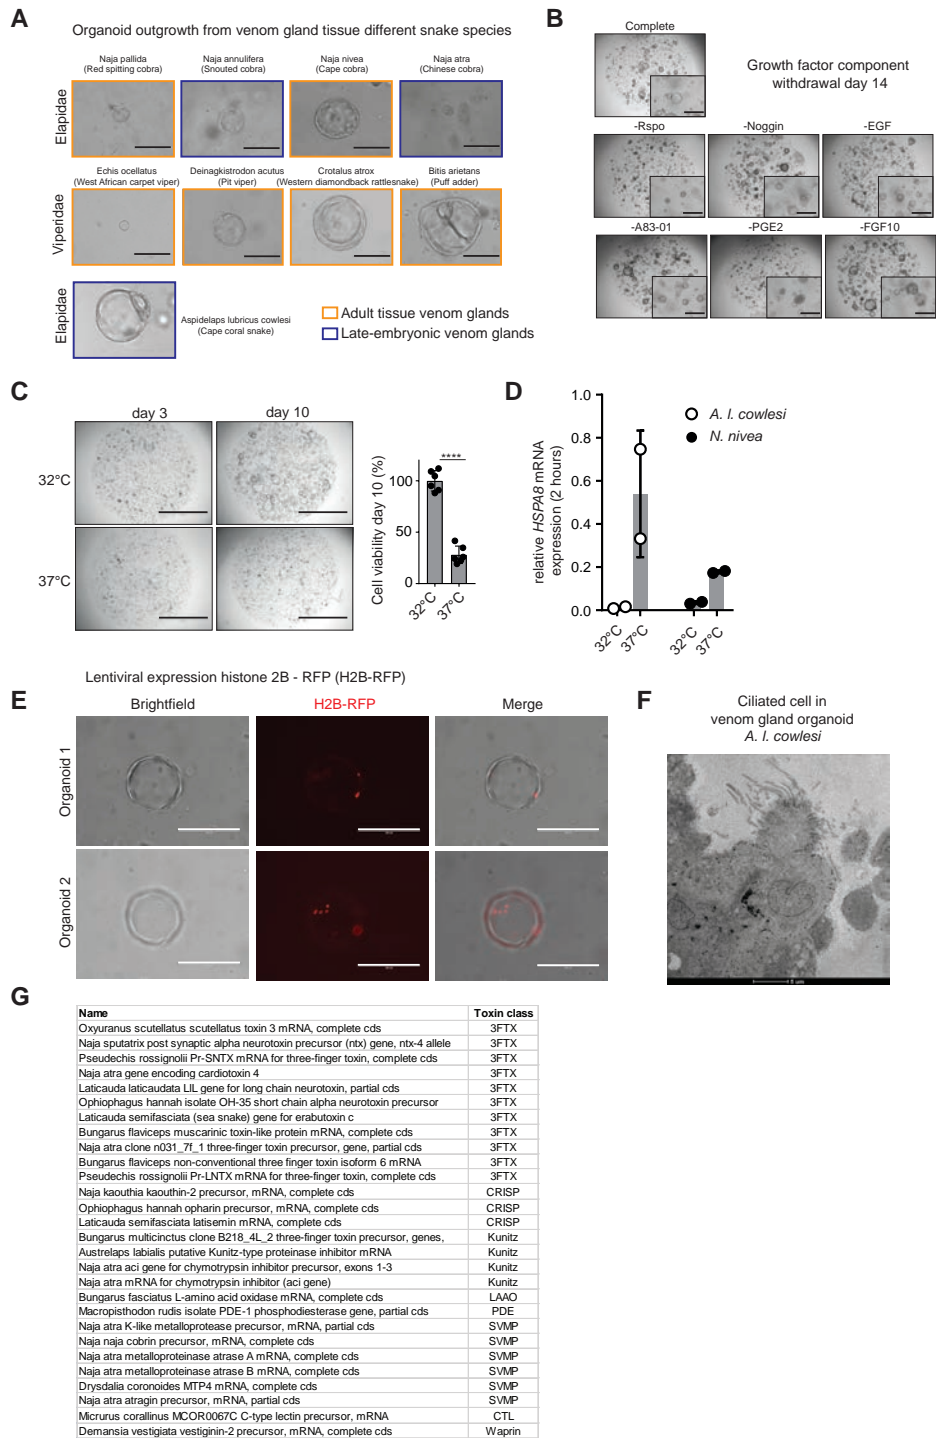 A
Organoid outgrowth from venom gland tissue different snake species
Naja pallida
(Red spitting cobra)
Naja annulifera
(Snouted cobra)
Naja nivea
(Cape cobra)
Naja atra
(Chinese cobra)
Elapidae
Echis ocellatus
(West African carpet viper)
Deinagkistrodon acutus
(Pit viper)
Crotalus atrox
(Western diamondback rattlesnake)
Bitis arietans
(Puff adder)
Viperidae
Elapidae
Aspidelaps lubricus cowlesi
(Cape coral snake)
Adult tissue venom glands
Late-embryonic venom glands
B
Complete
Growth factor component
withdrawal day 14
-Rspo
-Noggin
-EGF
-A83-01
-PGE2
-FGF10
C
day 3
day 10
32°C
37°C
Cell viability day 10 (%)
100
50
0
****
32°C
37°C
D
relative HSPA8 mRNA
expression (2 hours)
1.0
0.8
0.6
0.4
0.2
0.0
A. l. cowlesi
N. nivea
32°C
37°C
32°C
37°C
Lentiviral expression histone 2B - RFP (H2B-RFP)
E
Brightfield
H2B-RFP
Merge
Organoid 1
Organoid 2
F
Ciliated cell in
venom gland organoid
A. l. cowlesi
G
Name Toxin class
Oxyuranus scutellatus scutellatus toxin 3 mRNA, complete cds 3FTX
Naja sputatrix post synaptic alpha neurotoxin precursor (ntx) gene, ntx-4 allele 3FTX
Pseudechis rossignolii Pr-SNTX mRNA for three-finger toxin, complete cds 3FTX
Naja atra gene encoding cardiotoxin 4 3FTX
Laticauda laticaudata LlL gene for long chain neurotoxin, partial cds 3FTX
Ophiophagus hannah isolate OH-35 short chain alpha neurotoxin precursor 3FTX
Laticauda semifasciata (sea snake) gene for erabutoxin c 3FTX
Bungarus flaviceps muscarinic toxin-like protein mRNA, complete cds 3FTX
Naja atra clone n031_7f_1 three-finger toxin precursor, gene, partial cds 3FTX
Bungarus flaviceps non-conventional three finger toxin isoform 6 mRNA 3FTX
Pseudechis rossignolii Pr-LNTX mRNA for three-finger toxin, complete cds 3FTX
Naja kaouthia kaouthin-2 precursor, mRNA, complete cds CRISP
Ophiophagus hannah opharin precursor, mRNA, complete cds CRISP
Laticauda semifasciata latisemin mRNA, complete cds CRISP
Bungarus multicinctus clone B218_4L_2 three-finger toxin precursor, genes, Kunitz
Austrelaps labialis putative Kunitz-type proteinase inhibitor mRNA Kunitz
Naja atra aci gene for chymotrypsin inhibitor precursor, exons 1-3 Kunitz
Naja atra mRNA for chymotrypsin inhibitor (aci gene) Kunitz
Bungarus fasciatus L-amino acid oxidase mRNA, complete cds LAAO
Macropisthodon rudis isolate PDE-1 phosphodiesterase gene, partial cds PDE
Naja atra K-like metalloprotease precursor, mRNA, partial cds SVMP
Naja naja cobrin precursor, mRNA, complete cds SVMP
Naja atra metalloproteinase atrase A mRNA, complete cds SVMP
Naja atra metalloproteinase atrase B mRNA, complete cds SVMP
Drysdalia coronoides MTP4 mRNA, complete cds SVMP
Naja atra atragin precursor, mRNA, partial cds SVMP
Micrurus corallinus MCOR0067C C-type lectin precursor, mRNA CTL
Demansia vestigiata vestiginin-2 precursor, mRNA, complete cds Waprin